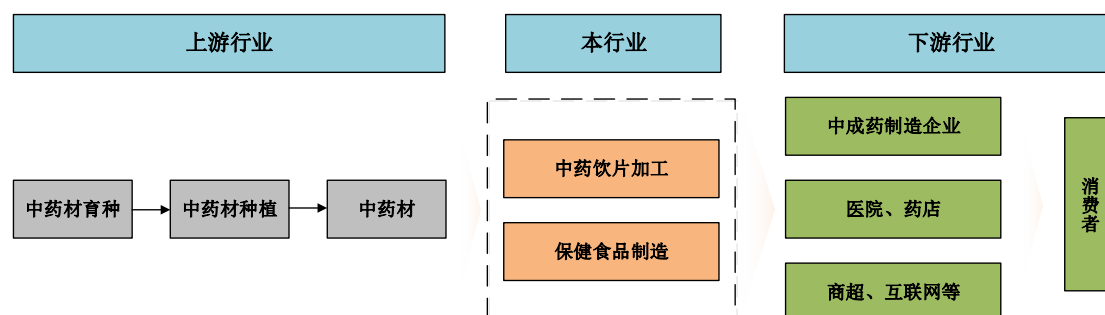 上游行业
本行业
下游行业
中药材育种
中药材种植
中药材
中药饮片加工
保健食品制造
中成药制造企业
医院、药店
商超、互联网等
消费者